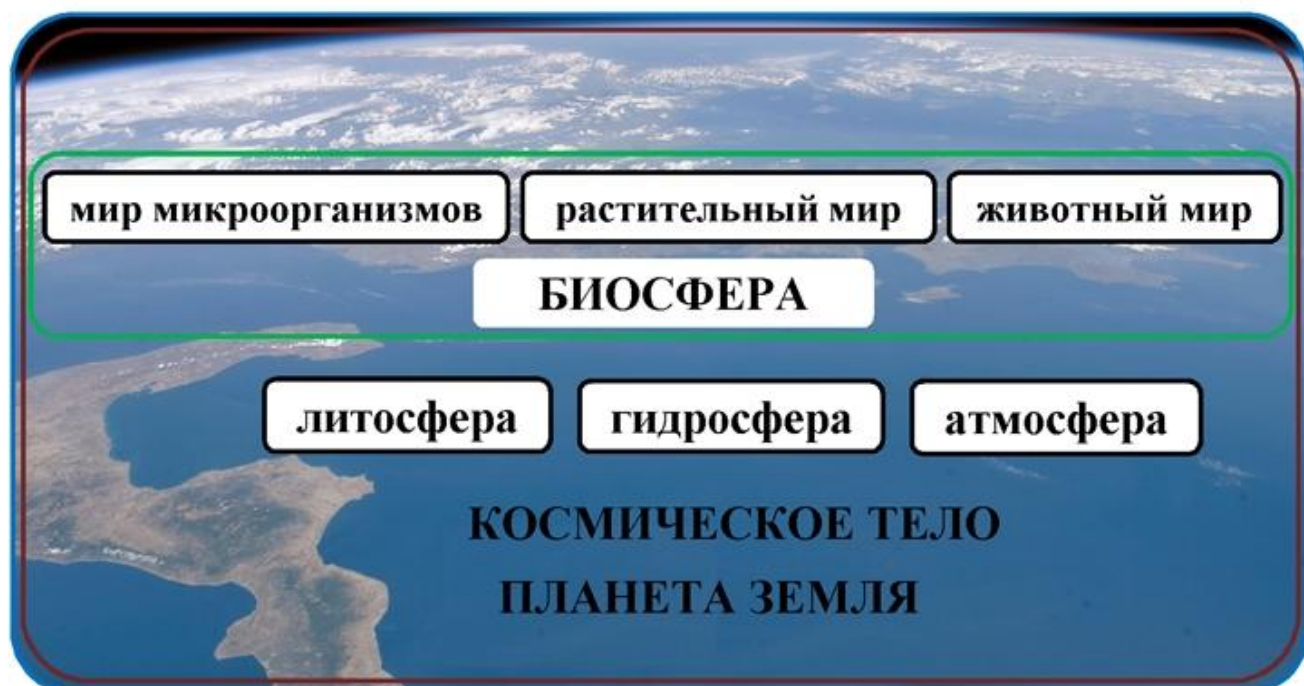 мир микроорганизмов растительный мир животный мир
БИОСФЕРА
литосфера гидросфера атмосфера
КОСМИЧЕСКОЕ ТЕЛО
ПЛАНЕТА ЗЕМЛЯ